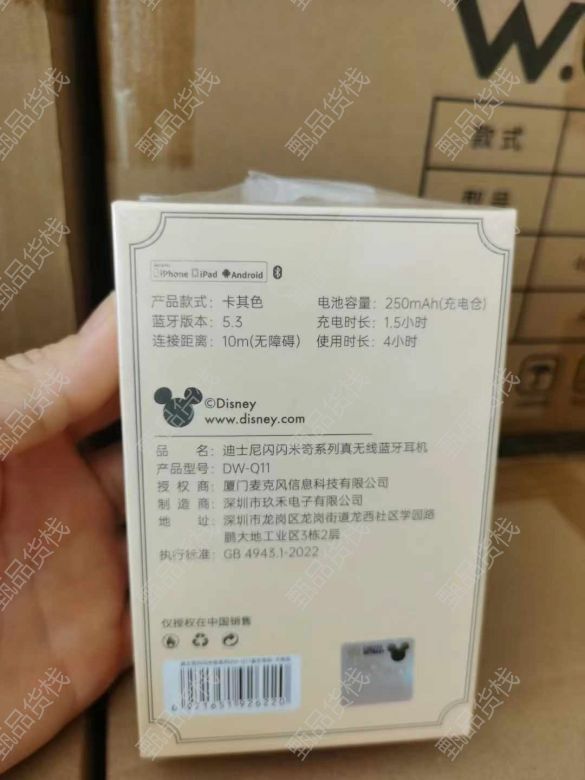 W.
款式
型号
iPhone iPad Android
产品款式： 卡其色 电池容量： 250mAh(充电仓)
蓝牙版本： 5.3 充电时长： 1.5小时
连接距离： 10m(无障碍) 使用时长： 4小时
©Disney
www.disney.com
品 名： 迪士尼闪闪米奇系列真无线蓝牙耳机
产品型号： DW-Q11
授 权 商： 厦门麦克风信息科技有限公司
制 造 商： 深圳市玖禾电子有限公司
地 址： 深圳市龙岗区龙岗街道龙西社区学园路
鹏大地工业区3栋2层
执行标准： GB 4943.1-2022
仅授权在中国销售
6 921651 926220
甄品货栈